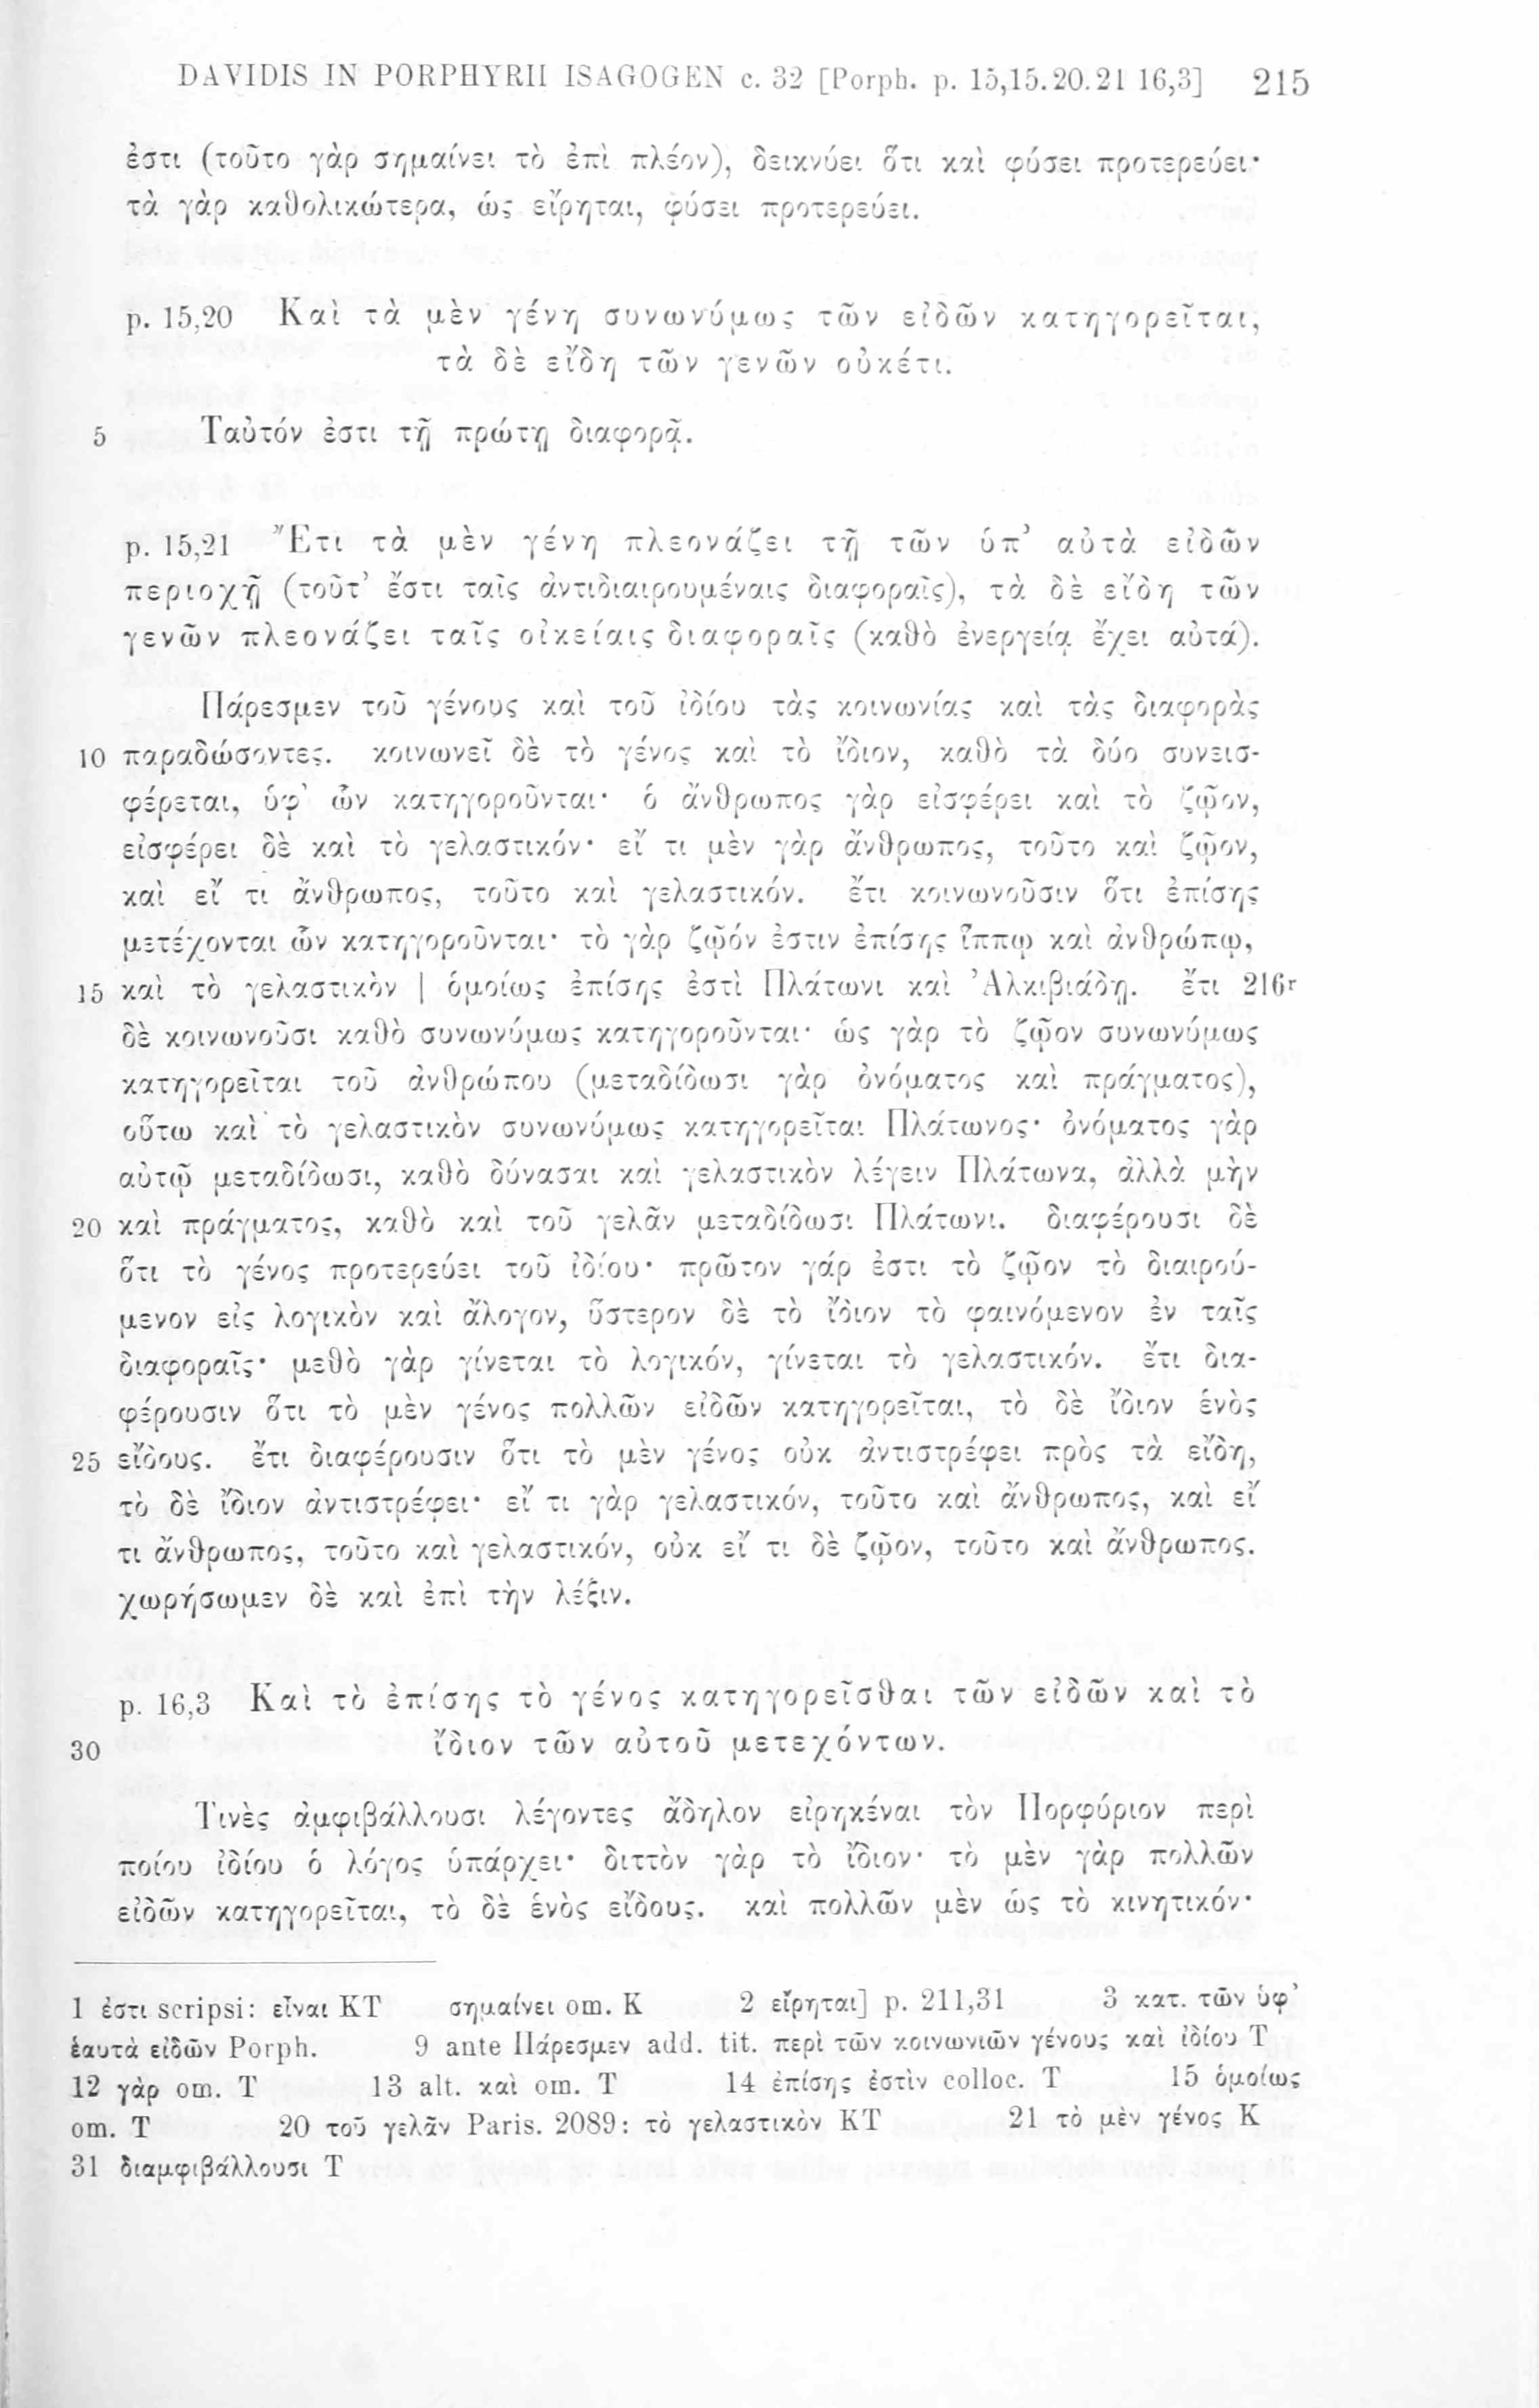 DAVIDIS IN PORPHYRII ISAGOGEN c. 32 [Porph. p. 15,15.20.21 16,3] 215
ἐστι (τοῦτο γὰρ σημαίνει τὸ ἐπὶ πλέον), δεικνύει ὅτι καὶ φύσει προτερεύει·
τὰ γὰρ καθολικώτερα, ὡς εἴρηται, φύσει προτερεύει.
p. 15,20 Καὶ τὰ μὲν γένη συνωνύμως τῶν εἰδῶν κατηγορεῖται,
τὰ δὲ εἴδη τῶν γενῶν οὐκέτι.
5 Ταὐτόν ἐστι τῇ πρώτῃ διαφορᾷ.
p. 15,21 Ἔτι τὰ μὲν γένη πλεονάζει τῇ τῶν ὑπ’ αὐτὰ εἰδῶν
περιοχῇ (τοῦτ’ ἔστι ταῖς ἀντιδιαιρουμέναις διαφοραῖς), τὰ δὲ εἴδη τῶν
γενῶν πλεονάζει ταῖς οἰκείαις διαφοραῖς (καθὸ ἐνεργείᾳ ἔχει αὐτά).
Πάρεσμεν τοῦ γένους καὶ τοῦ ἰδίου τὰς κοινωνίας καὶ τὰς διαφορὰς
10 παραδώσοντες. κοινωνεῖ δὲ τὸ γένος καὶ τὸ ἴδιον, καθὸ τὰ δύο συνεισ-
φέρεται, ὑφ’ ὧν κατηγοροῦνται· ὁ ἄνθρωπος γὰρ εἰσφέρει καὶ τὸ ζῷον,
εἰσφέρει δὲ καὶ τὸ γελαστικόν· εἴ τι μὲν γὰρ ἄνθρωπος, τοῦτο καὶ ζῷον,
καὶ εἴ τι ἄνθρωπος, τοῦτο καὶ γελαστικόν. ἔτι κοινωνοῦσιν ὅτι ἐπίσης
μετέχονται ὧν κατηγοροῦνται· τὸ γὰρ ζῷόν ἐστιν ἐπίσης ἵππῳ καὶ ἀνθρώπῳ,
15 καὶ τὸ γελαστικὸν | ὁμοίως ἐπίσης ἐστὶ Πλάτωνι καὶ Ἀλκιβιάδῃ. ἔτι 216r
δὲ κοινωνοῦσι καθὸ συνωνύμως κατηγοροῦνται· ὡς γὰρ τὸ ζῷον συνωνύμως
κατηγορεῖται τοῦ ἀνθρώπου (μεταδίδωσι γὰρ ὀνόματος καὶ πράγματος),
οὕτω καὶ τὸ γελαστικὸν συνωνύμως κατηγορεῖται Πλάτωνος· ὀνόματος γὰρ
αὐτῷ μεταδίδωσι, καθὸ δύνασαι καὶ γελαστικὸν λέγειν Πλάτωνα, ἀλλὰ μὴν
20 καὶ πράγματος, καθὸ καὶ τοῦ γελᾶν μεταδίδωσι Πλάτωνι. διαφέρουσι δὲ
ὅτι τὸ γένος προτερεύει τοῦ ἰδίου· πρῶτον γάρ ἐστι τὸ ζῷον τὸ διαιρού-
μενον εἰς λογικὸν καὶ ἄλογον, ὕστερον δὲ τὸ ἴδιον τὸ φαινόμενον ἐν ταῖς
διαφοραῖς· μεθὸ γὰρ γίνεται τὸ λογικόν, γίνεται τὸ γελαστικόν. ἔτι δια-
φέρουσιν ὅτι τὸ μὲν γένος πολλῶν εἰδῶν κατηγορεῖται, τὸ δὲ ἴδιον ἑνὸς
25 εἴδους. ἔτι διαφέρουσιν ὅτι τὸ μὲν γένος οὐκ ἀντιστρέφει πρὸς τὰ εἴδη,
τὸ δὲ ἴδιον ἀντιστρέφει· εἴ τι γὰρ γελαστικόν, τοῦτο καὶ ἄνθρωπος, καὶ εἴ
τι ἄνθρωπος, τοῦτο καὶ γελαστικόν, οὐκ εἴ τι δὲ ζῷον, τοῦτο καὶ ἄνθρωπος.
χωρήσωμεν δὲ καὶ ἐπὶ τὴν λέξιν.
p. 16,3 Καὶ τὸ ἐπίσης τὸ γένος κατηγορεῖσθαι τῶν εἰδῶν καὶ τὸ
30 ἴδιον τῶν αὐτοῦ μετεχόντων.
Τινὲς ἀμφιβάλλουσι λέγοντες ἄδηλον εἰρηκέναι τὸν Πορφύριον περὶ
ποίου ἰδίου ὁ λόγος ὑπάρχει· διττὸν γὰρ τὸ ἴδιον· τὸ μὲν γὰρ πολλῶν
εἰδῶν κατηγορεῖται, τὸ δὲ ἑνὸς εἴδους. καὶ πολλῶν μὲν ὡς τὸ κινητικόν·
1 ἐστι scripsi: εἶναι KT σημαίνει om. K 2 εἴρηται] p. 211,31 3 κατ. τῶν ὑφ’
ἑαυτὰ εἰδῶν Porph. 9 ante Πάρεσμεν add. tit. περὶ τῶν κοινωνιῶν γένους καὶ ἰδίου T
12 γὰρ om. T 13 alt. καὶ om. T 14 ἐπίσης ἐστὶν colloc. T 15 ὁμοίως
om. T 20 τοῦ γελᾶν Paris. 2089: τὸ γελαστικὸν KT 21 τὸ μὲν γένος K
31 διαμφιβάλλουσι T